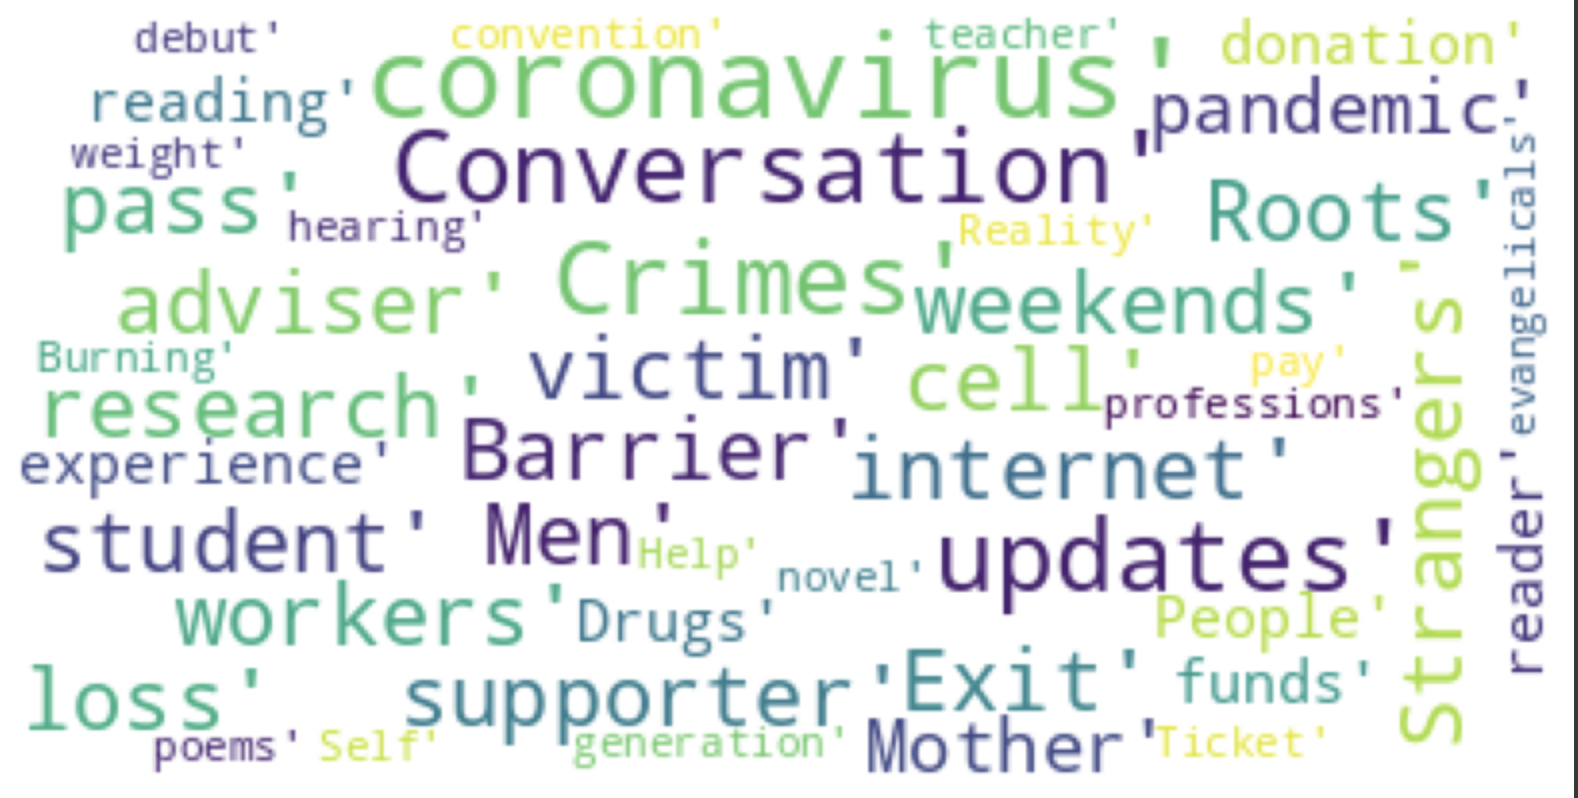 debut'
convention'
teacher'
donation'
reading'
coronavirus'
pandemic'
weight'
Conversation'
pass'
hearing'
Reality'
Roots'
evangelicals'
adviser'
Crimes'
weekends'
Strangers'
Burning'
victim'
cell'
pay'
research'
professions'
experience'
Barrier'
internet'
reader'
student'
Men'
Help'
novel'
updates'
workers'
Drugs'
People'
loss'
supporter'
Exit'
funds'
poems'
Self'
generation'
Mother'
Ticket'